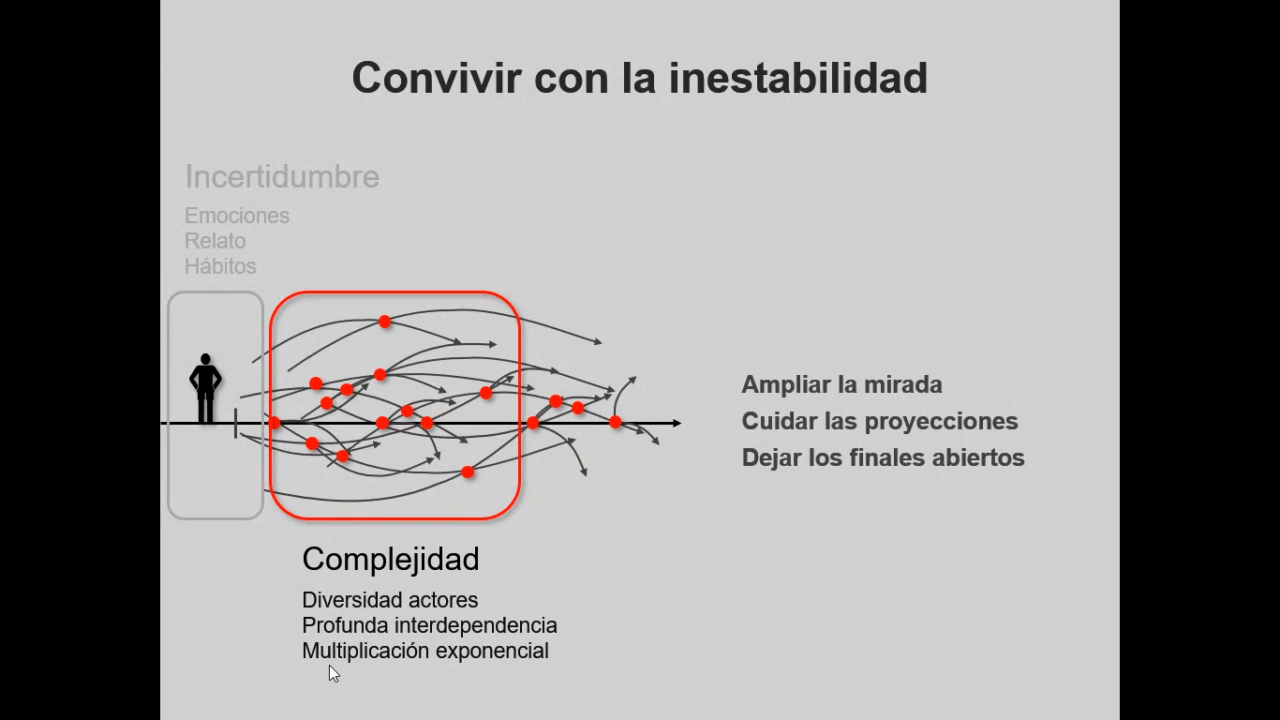 Convivir con la inestabilidad
Incertidumbre
Emociones
Relato
Hábitos
Ampliar la mirada
Cuidar las proyecciones
Dejar los finales abiertos
Complejidad
Diversidad actores
Profunda interdependencia
Multiplicación exponencial